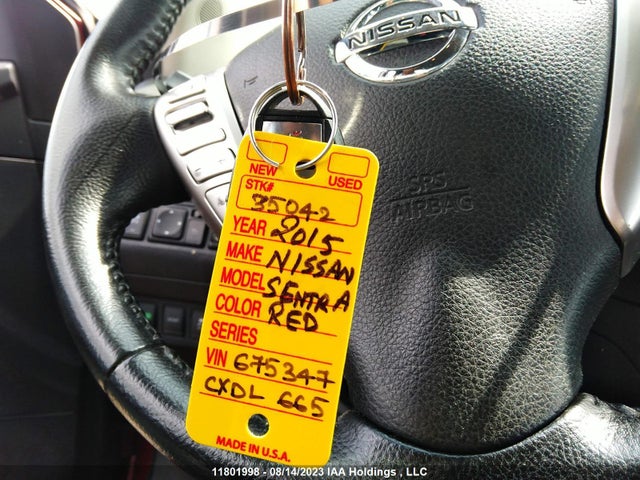 NISSAN
SRS
AIRBAG
NEW USED
STK# 35042
YEAR 2015
MAKE NISSAN
MODEL SENTRA
COLOR RED
SERIES
VIN 675347
CXDL 665
MADE IN U.S.A.
11801998 - 08/14/2023 IAA Holdings , LLC